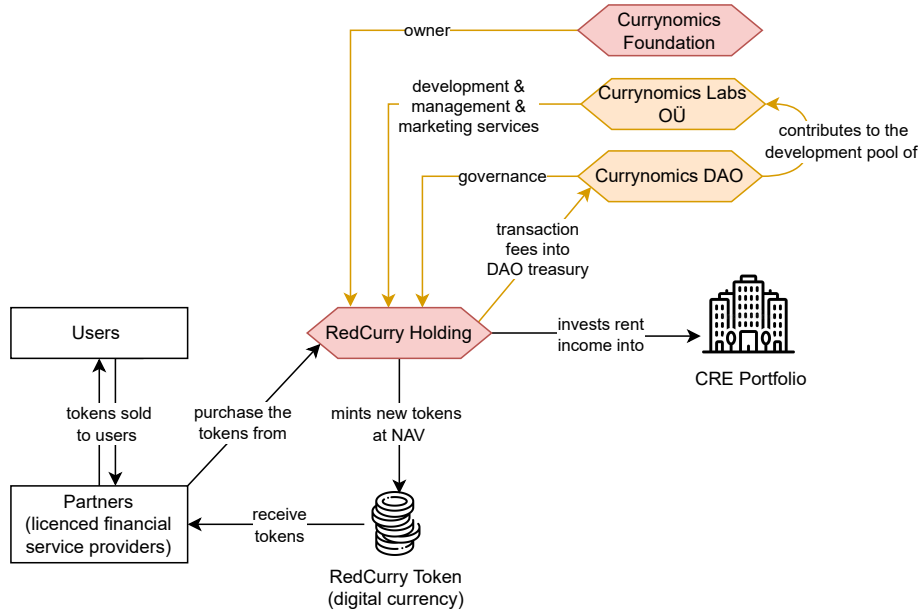 Currynomics
Foundation
owner
development &
management &
marketing services
Currynomics Labs
OÜ
contributes to the
development pool of
governance
Currynomics DAO
transaction
fees into
DAO treasury
Users
RedCurry Holding
invests rent
income into
CRE Portfolio
tokens sold
to users
purchase the
tokens from
mints new tokens
at NAV
Partners
(licenced financial
service providers)
receive
tokens
RedCurry Token
(digital currency)